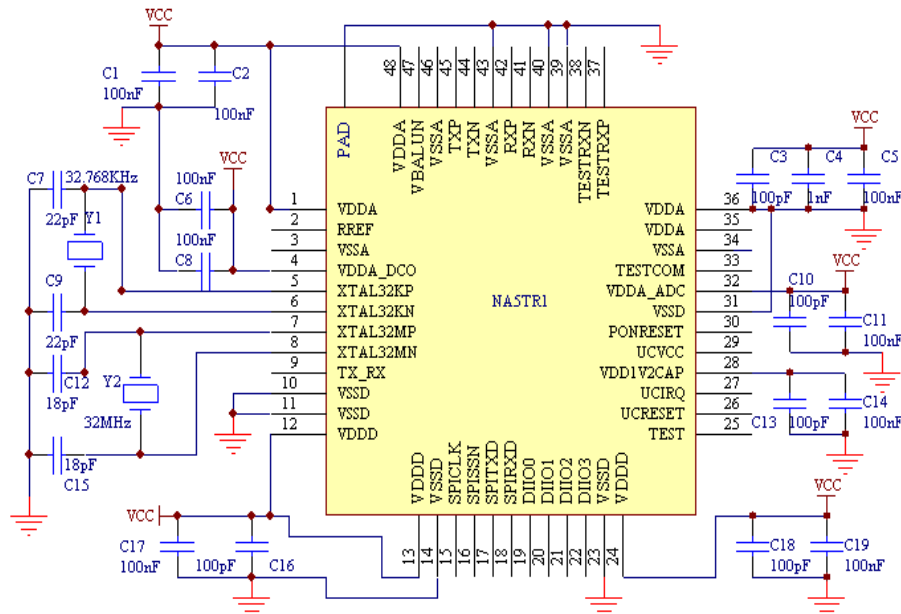 VCC
C1
100nF
C2
100nF
48
47
46
45
44
43
42
41
40
39
38
37
PAD
VDDA
VBALUN
VSSA
TXP
TXN
VSSA
RXP
RXN
VSSA
VSSA
TESTRXN
TESTRXP
VCC
C3
100pF
C4
1nF
C5
100nF
C7
32.768KHz
22pF
Y1
VCC
100nF
C6
100nF
C8
C9
22pF
C12
18pF
Y2
32MHz
18pF
C15
1 VDDA
2 RREF
3 VSSA
4 VDDA_DCO
5 XTAL32KP
6 XTAL32KN
7 XTAL32MP
8 XTAL32MN
9 TX_RX
10 VSSD
11 VSSD
12 VDDD
NA5TR1
VDDA 36
VDDA 35
VSSA 34
TESTCOM 33
VDDA_ADC 32
VSSD 31
PONRESET 30
UCVCC 29
VDD1V2CAP 28
UCIRQ 27
UCRESET 26
TEST 25
VCC
C10
100pF
C11
100nF
C13
100pF
C14
100nF
VDDD
VSSD
SPICLK
SPISSN
SPITXD
SPIRXD
DIIO0
DIIO1
DIIO2
DIIO3
VSSD
VDDD
13
14
15
16
17
18
19
20
21
22
23
24
VCC
C17
100nF
100pF
C16
VCC
C18
100pF
C19
100nF